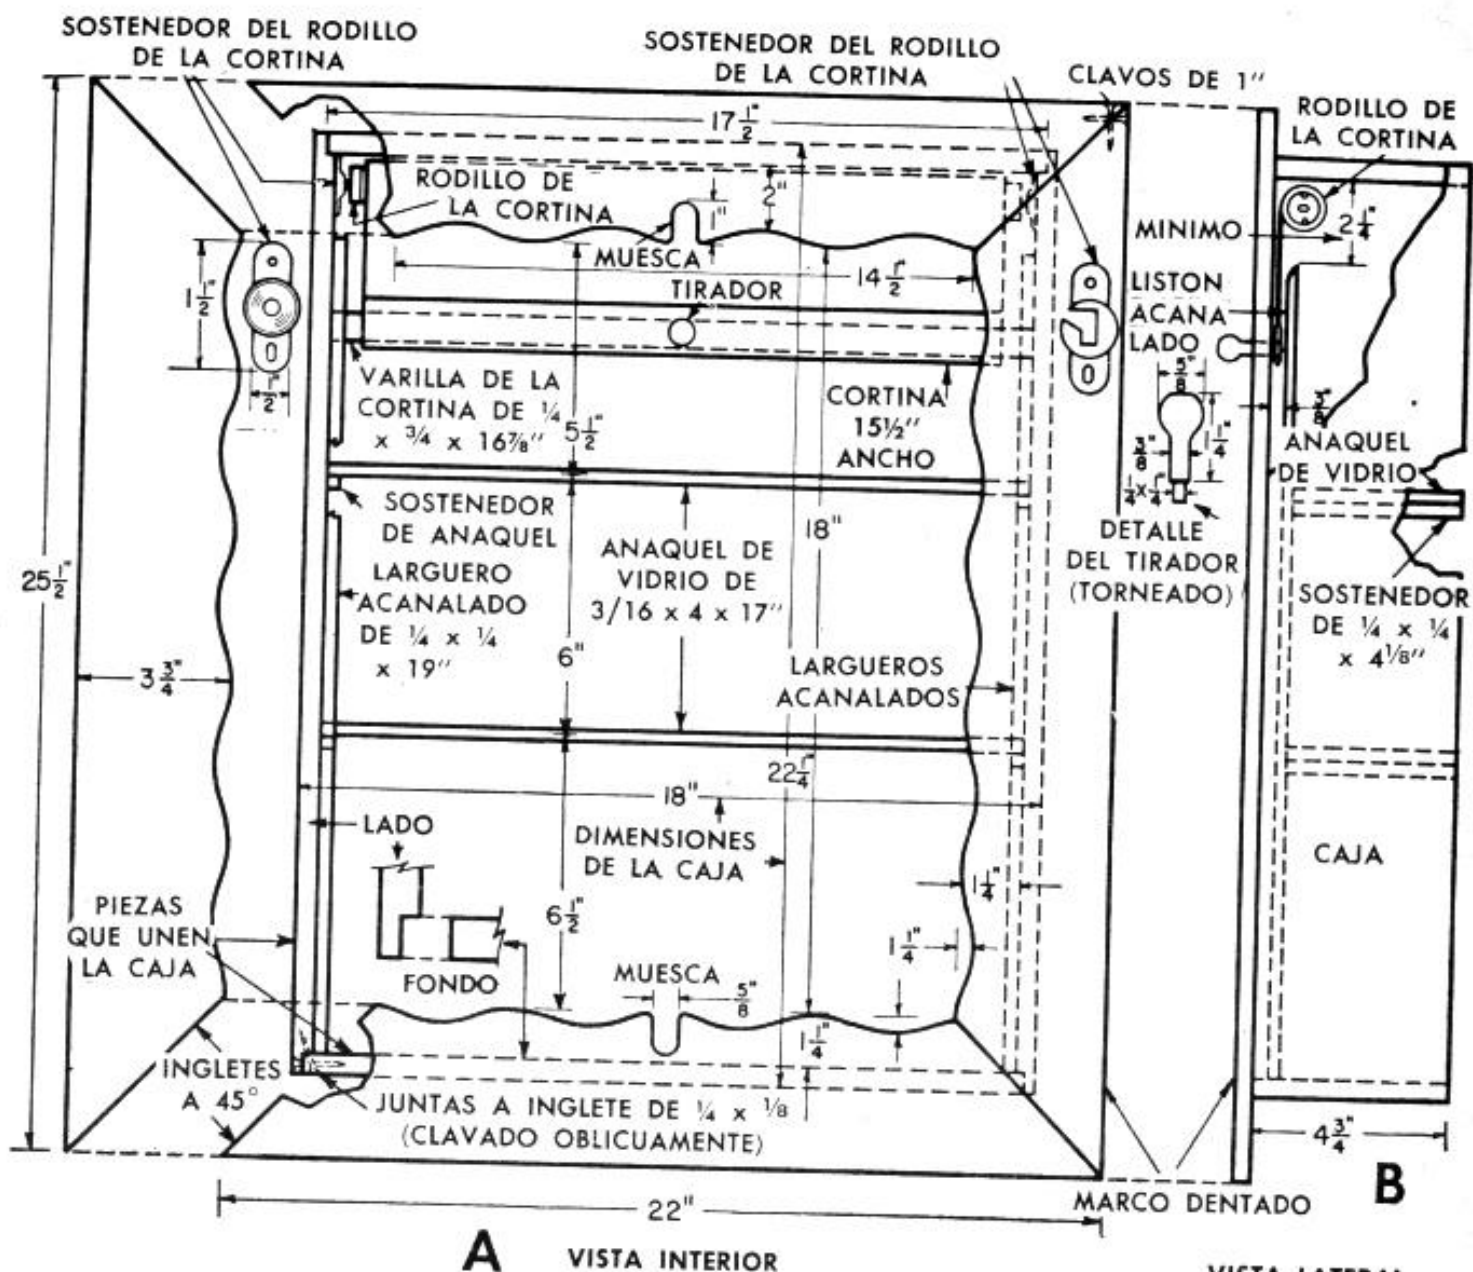 SOSTENEDOR DEL RODILLO
DE LA CORTINA
SOSTENEDOR DEL RODILLO
DE LA CORTINA
CLAVOS DE 1″
RODILLO DE
LA CORTINA
17 1/2″
RODILLO DE
LA CORTINA
2″
1″
MUESCA
14 1/2″
TIRADOR
1 1/2″
1/2″
MINIMO
2 1/4″
LISTON
ACANA
LADO
5/8″
VARILLA DE LA
CORTINA DE 1/4
x 3/4 x 16 7/8″
5 1/2″
CORTINA
15 1/2″
ANCHO
3/8″
1 1/4″
3/8″
1/4 x 1/4″
ANAQUEL
DE VIDRIO
SOSTENEDOR
DE ANAQUEL
18″
DETALLE
DEL TIRADOR
(TORNEADO)
25 1/2″
LARGUERO
ACANALADO
DE 1/4 x 1/4
x 19″
ANAQUEL DE
VIDRIO DE
3/16 x 4 x 17″
SOSTENEDOR
DE 1/4 x 1/4
x 4 1/8″
3 3/4″
6″
LARGUEROS
ACANALADOS
22 1/4″
18″
LADO
DIMENSIONES
DE LA CAJA
CAJA
1 1/4″
PIEZAS
QUE UNEN
LA CAJA
6 1/2″
1 1/4″
FONDO
MUESCA
5/8″
1 1/4″
INGLETES
A 45°
JUNTAS A INGLETE DE 1/4 x 1/8
(CLAVADO OBLICUAMENTE)
4 3/4″
MARCO DENTADO
B
22″
A VISTA INTERIOR
VISTA LATERAL